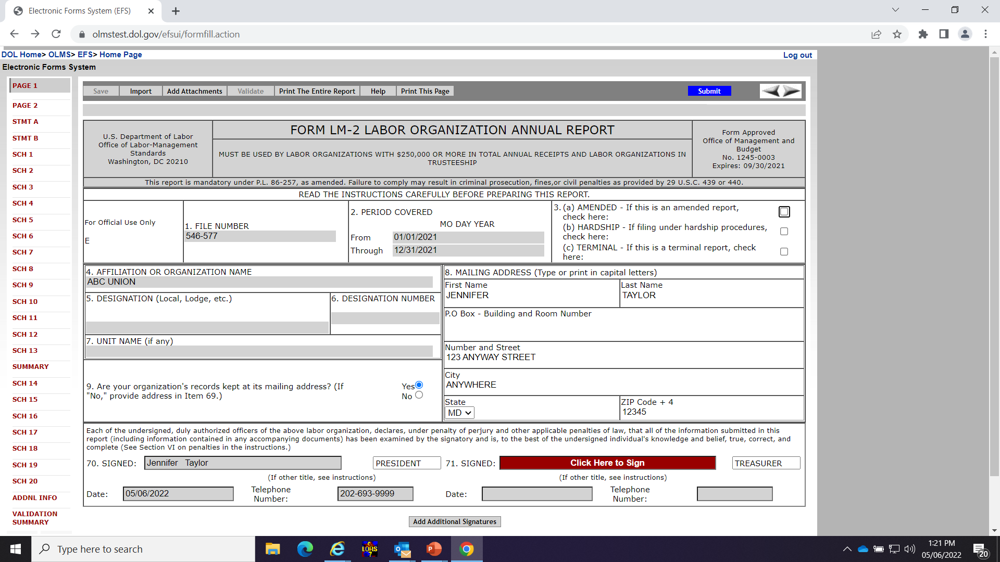 Electronic Forms System (EFS)
olmstest.dol.gov/efsui/formfill.action
DOL Home> OLMS> EFS> Home Page
Log out
Electronic Forms System
PAGE 1
PAGE 2
STMT A
STMT B
SCH 1
SCH 2
SCH 3
SCH 4
SCH 5
SCH 6
SCH 7
SCH 8
SCH 9
SCH 10
SCH 11
SCH 12
SCH 13
SUMMARY
SCH 14
SCH 15
SCH 16
SCH 17
SCH 18
SCH 19
SCH 20
ADDNL INFO
VALIDATION
SUMMARY
Save Import Add Attachments Validate Print The Entire Report Help Print This Page Submit
U.S. Department of Labor
Office of Labor-Management
Standards
Washington, DC 20210
FORM LM-2 LABOR ORGANIZATION ANNUAL REPORT
MUST BE USED BY LABOR ORGANIZATIONS WITH $250,000 OR MORE IN TOTAL ANNUAL RECEIPTS AND LABOR ORGANIZATIONS IN
TRUSTEESHIP
Form Approved
Office of Management and
Budget
No. 1245-0003
Expires: 09/30/2021
This report is mandatory under P.L. 86-257, as amended. Failure to comply may result in criminal prosecution, fines,or civil penalties as provided by 29 U.S.C. 439 or 440.
READ THE INSTRUCTIONS CAREFULLY BEFORE PREPARING THIS REPORT.
For Official Use Only
E
1. FILE NUMBER
546-577
2. PERIOD COVERED
MO DAY YEAR
From 01/01/2021
Through 12/31/2021
3. (a) AMENDED - If this is an amended report,
check here:
(b) HARDSHIP - If filing under hardship procedures,
check here:
(c) TERMINAL - If this is a terminal report, check
here:
4. AFFILIATION OR ORGANIZATION NAME
ABC UNION
5. DESIGNATION (Local, Lodge, etc.)
6. DESIGNATION NUMBER
7. UNIT NAME (if any)
8. MAILING ADDRESS (Type or print in capital letters)
First Name
JENNIFER
Last Name
TAYLOR
P.O Box - Building and Room Number
Number and Street
123 ANYWAY STREET
City
ANYWHERE
State
MD
ZIP Code + 4
12345
9. Are your organization's records kept at its mailing address? (If
"No," provide address in Item 69.)
Yes
No
Each of the undersigned, duly authorized officers of the above labor organization, declares, under penalty of perjury and other applicable penalties of law, that all of the information submitted in this
report (including information contained in any accompanying documents) has been examined by the signatory and is, to the best of the undersigned individual's knowledge and belief, true, correct, and
complete (See Section VI on penalties in the instructions.)
70. SIGNED: Jennifer Taylor PRESIDENT
71. SIGNED: Click Here to Sign TREASURER
(If other title, see instructions)
(If other title, see instructions)
Date: 05/06/2022
Telephone
Number: 202-693-9999
Date:
Telephone
Number:
Add Additional Signatures
Type here to search
C.
LORS
7
1:21 PM
05/06/2022
20